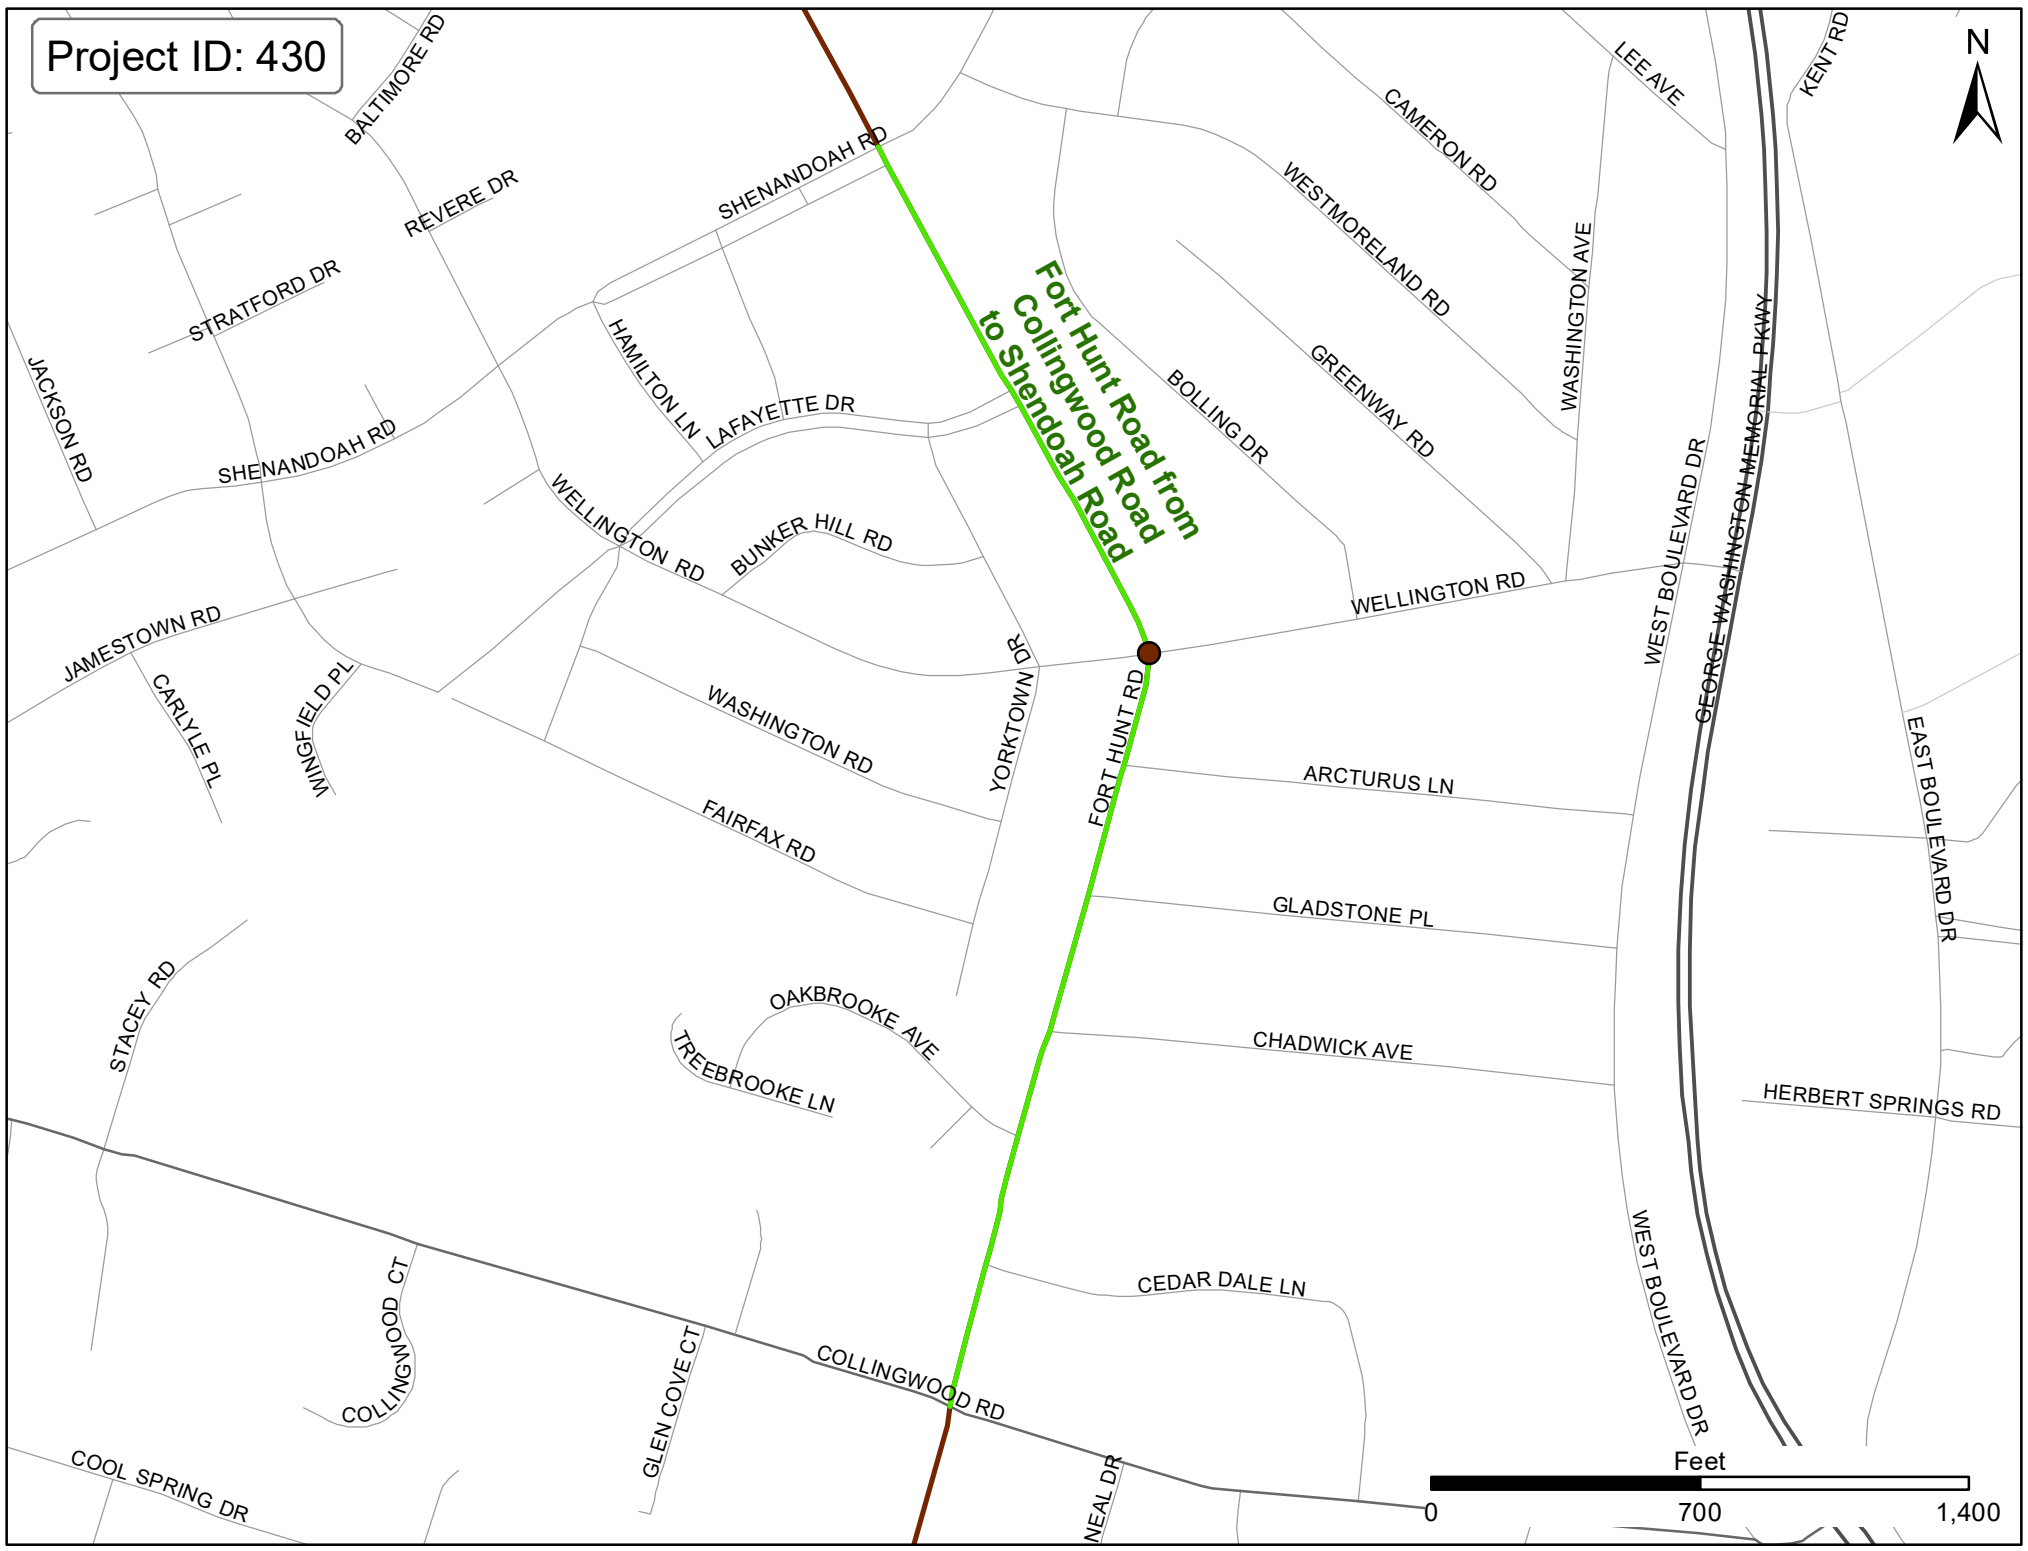 Project ID: 430
BALTIMORE RD
N
LEE AVE
KENT RD
CAMERON RD
SHENANDOAH RD
REVERE DR
WESTMORELAND RD
WASHINGTON AVE
STRATFORD DR
Fort Hunt Road from
Collingwood Road
to Shendoah Road
HAMILTON LN
JACKSON RD
GREENWAY RD
BOLLING DR
LAFAYETTE DR
SHENANDOAH RD
GEORGE WASHINGTON MEMORIAL PKWY
WEST BOULEVARD DR
WELLINGTON RD
BUNKER HILL RD
WELLINGTON RD
JAMESTOWN RD
CARLYLE PL
WINGFIELD PL
WASHINGTON RD
YORKTOWN DR
FORT HUNT RD
EAST BOULEVARD DR
ARCTURUS LN
FAIRFAX RD
GLADSTONE PL
STACEY RD
OAKBROOKE AVE
TREEBROOKE LN
CHADWICK AVE
HERBERT SPRINGS RD
WEST BOULEVARD DR
COLLINGWOOD CT
CEDAR DALE LN
GLEN COVE CT
COLLINGWOOD RD
COOL SPRING DR
NEAL DR
Feet
0 700 1,400